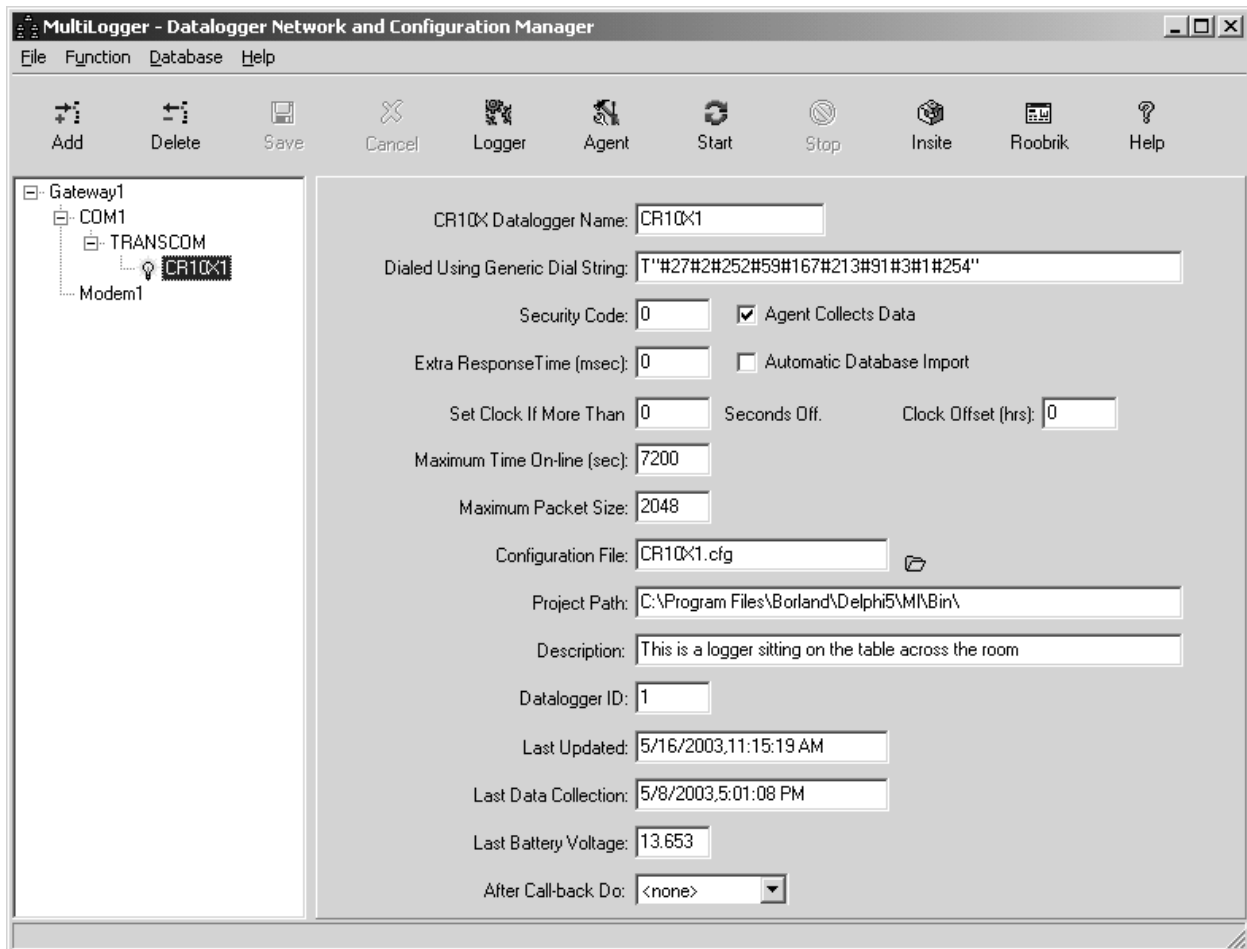 MultiLogger - Datalogger Network and Configuration Manager
File Function Database Help
Add Delete Save Cancel Logger Agent Start Stop Insite Roobrik Help
Gateway1
COM1
TRANSCOM
CR10X1
Modem1
CR10X Datalogger Name: CR10X1
Dialed Using Generic Dial String: T"#27#2#252#59#167#213#91#3#1#254"
Security Code: 0 Agent Collects Data
Extra ResponseTime (msec): 0 Automatic Database Import
Set Clock If More Than 0 Seconds Off. Clock Offset (hrs): 0
Maximum Time On-line (sec): 7200
Maximum Packet Size: 2048
Configuration File: CR10X1.cfg
Project Path: C:\Program Files\Borland\Delphi5\Ml\Bin\
Description: This is a logger sitting on the table across the room
Datalogger ID: 1
Last Updated: 5/16/2003,11:15:19 AM
Last Data Collection: 5/8/2003,5:01:08 PM
Last Battery Voltage: 13.653
After Call-back Do: <none>